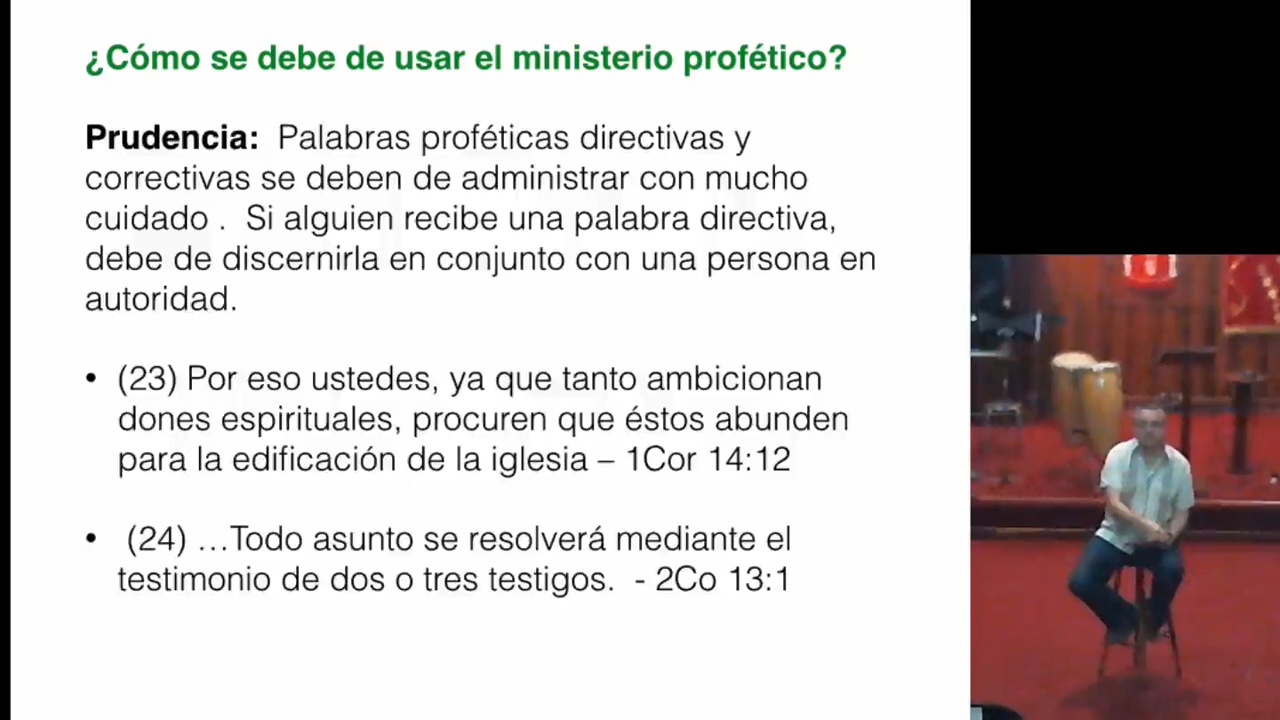 ¿Cómo se debe de usar el ministerio profético?
Prudencia: Palabras proféticas directivas y
correctivas se deben de administrar con mucho
cuidado . Si alguien recibe una palabra directiva,
debe de discernirla en conjunto con una persona en
autoridad.
• (23) Por eso ustedes, ya que tanto ambicionan
dones espirituales, procuren que éstos abunden
para la edificación de la iglesia – 1Cor 14:12
• (24) …Todo asunto se resolverá mediante el
testimonio de dos o tres testigos. - 2Co 13:1